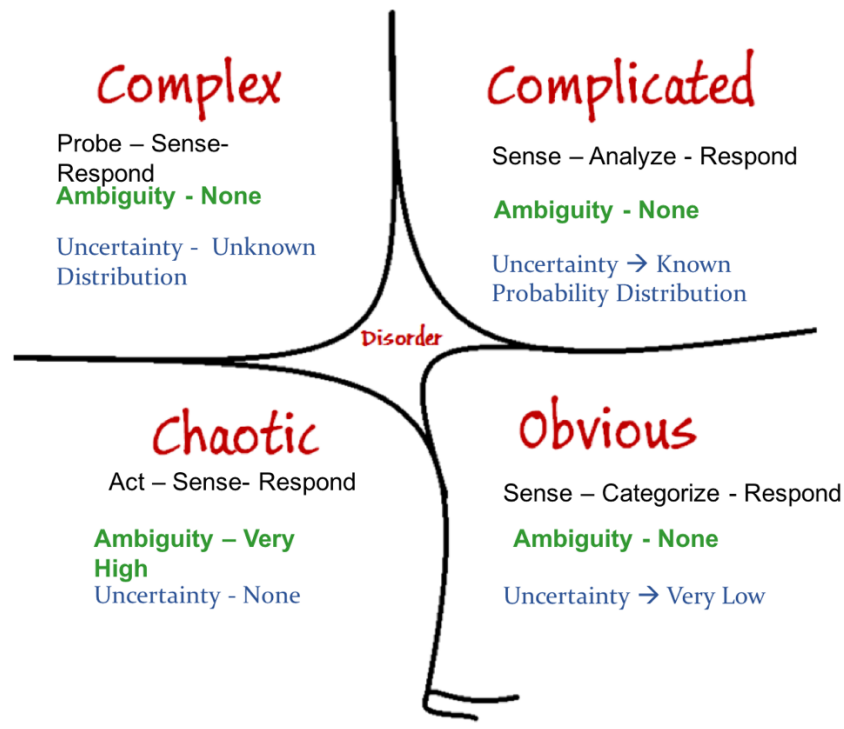 Complex
Probe – Sense-
Respond
Ambiguity - None
Uncertainty -  Unknown
Distribution
Complicated
Sense – Analyze - Respond
Ambiguity - None
Uncertainty → Known
Probability Distribution
Disorder
Chaotic
Act – Sense- Respond
Ambiguity – Very
High
Uncertainty - None
Obvious
Sense – Categorize - Respond
Ambiguity - None
Uncertainty → Very Low